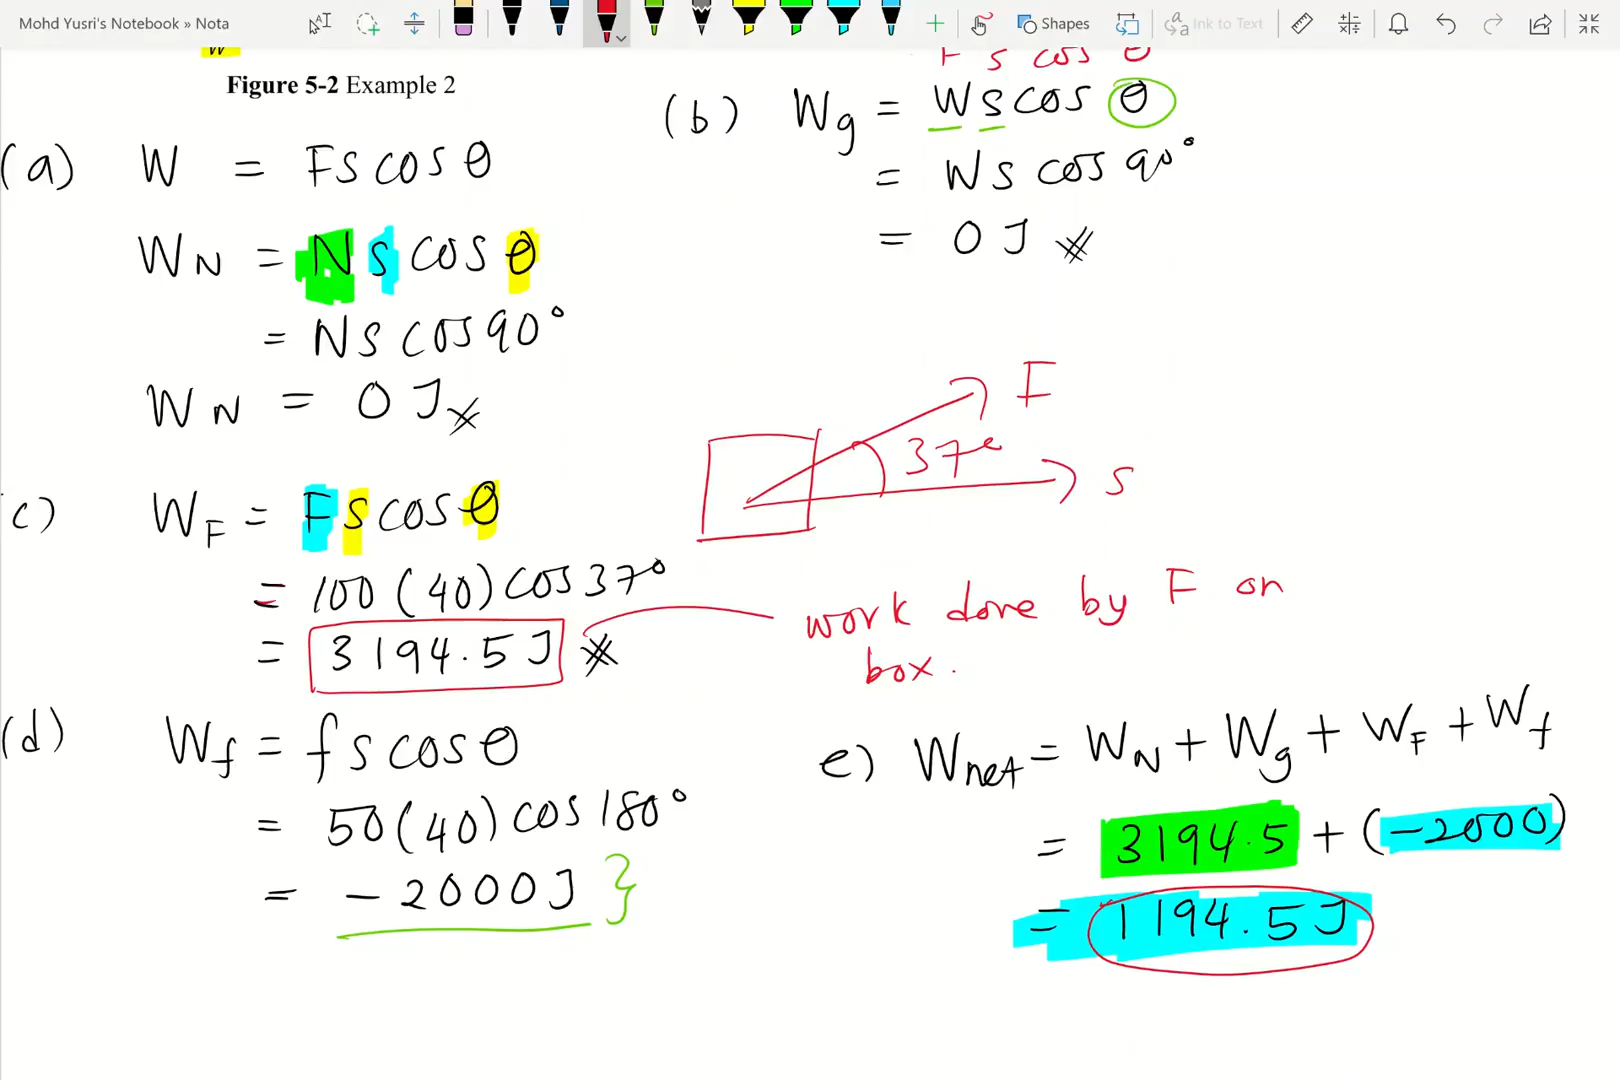 Mohd Yusri's Notebook » Nota
Shapes
Ink to Text
W
Figure 5-2 Example 2
(a) W = Fs cos θ
W_N = N s cos θ
= N s cos 90°
W_N = 0 J
F s cos θ
(b) W_g = W s cos θ
= W s cos 90°
= 0 J
F
37°
s
c) W_F = F s cos θ
= 100 (40) cos 37°
= 3194.5 J
work done by F on
box.
(d) W_f = f s cos θ
= 50 (40) cos 180°
= -2000 J
e) W_net = W_N + W_g + W_F + W_f
= 3194.5 + (-2000)
= 1194.5 J